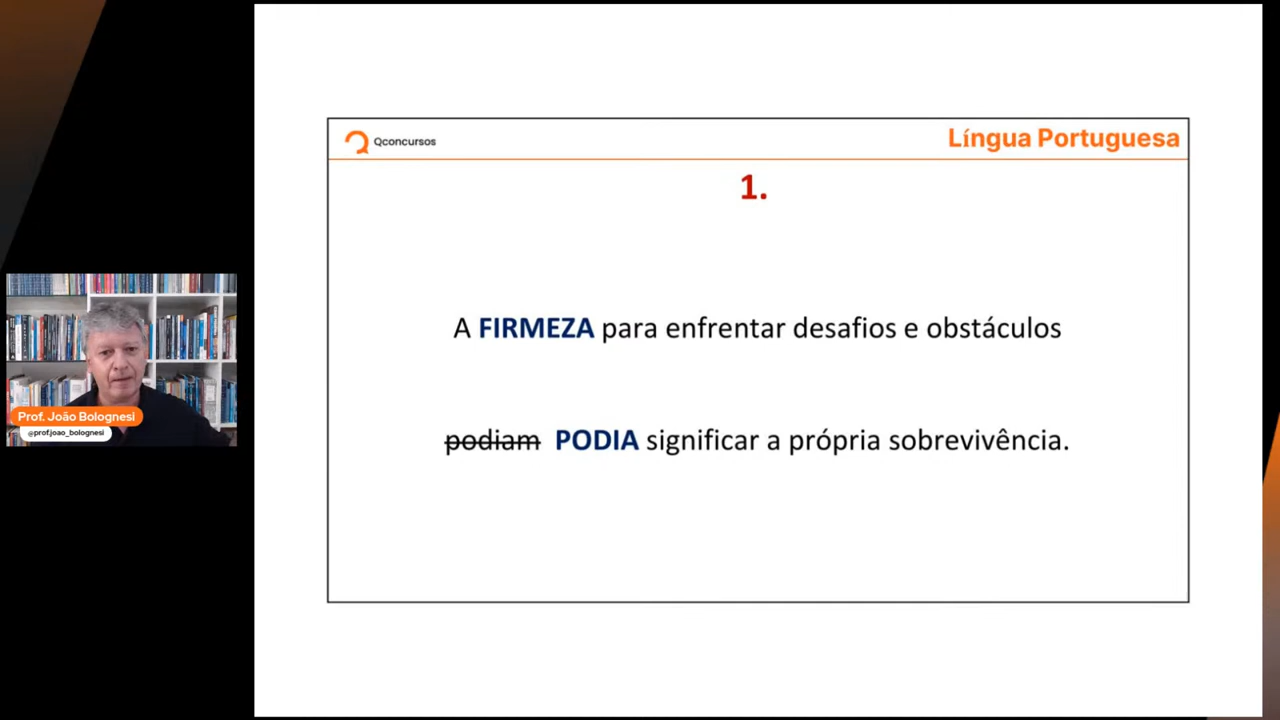 Qconcursos
Língua Portuguesa
1.
A FIRMEZA para enfrentar desafios e obstáculos
podiam PODIA significar a própria sobrevivência.
Prof. João Bolognesi
@prof.joao_bolognesi